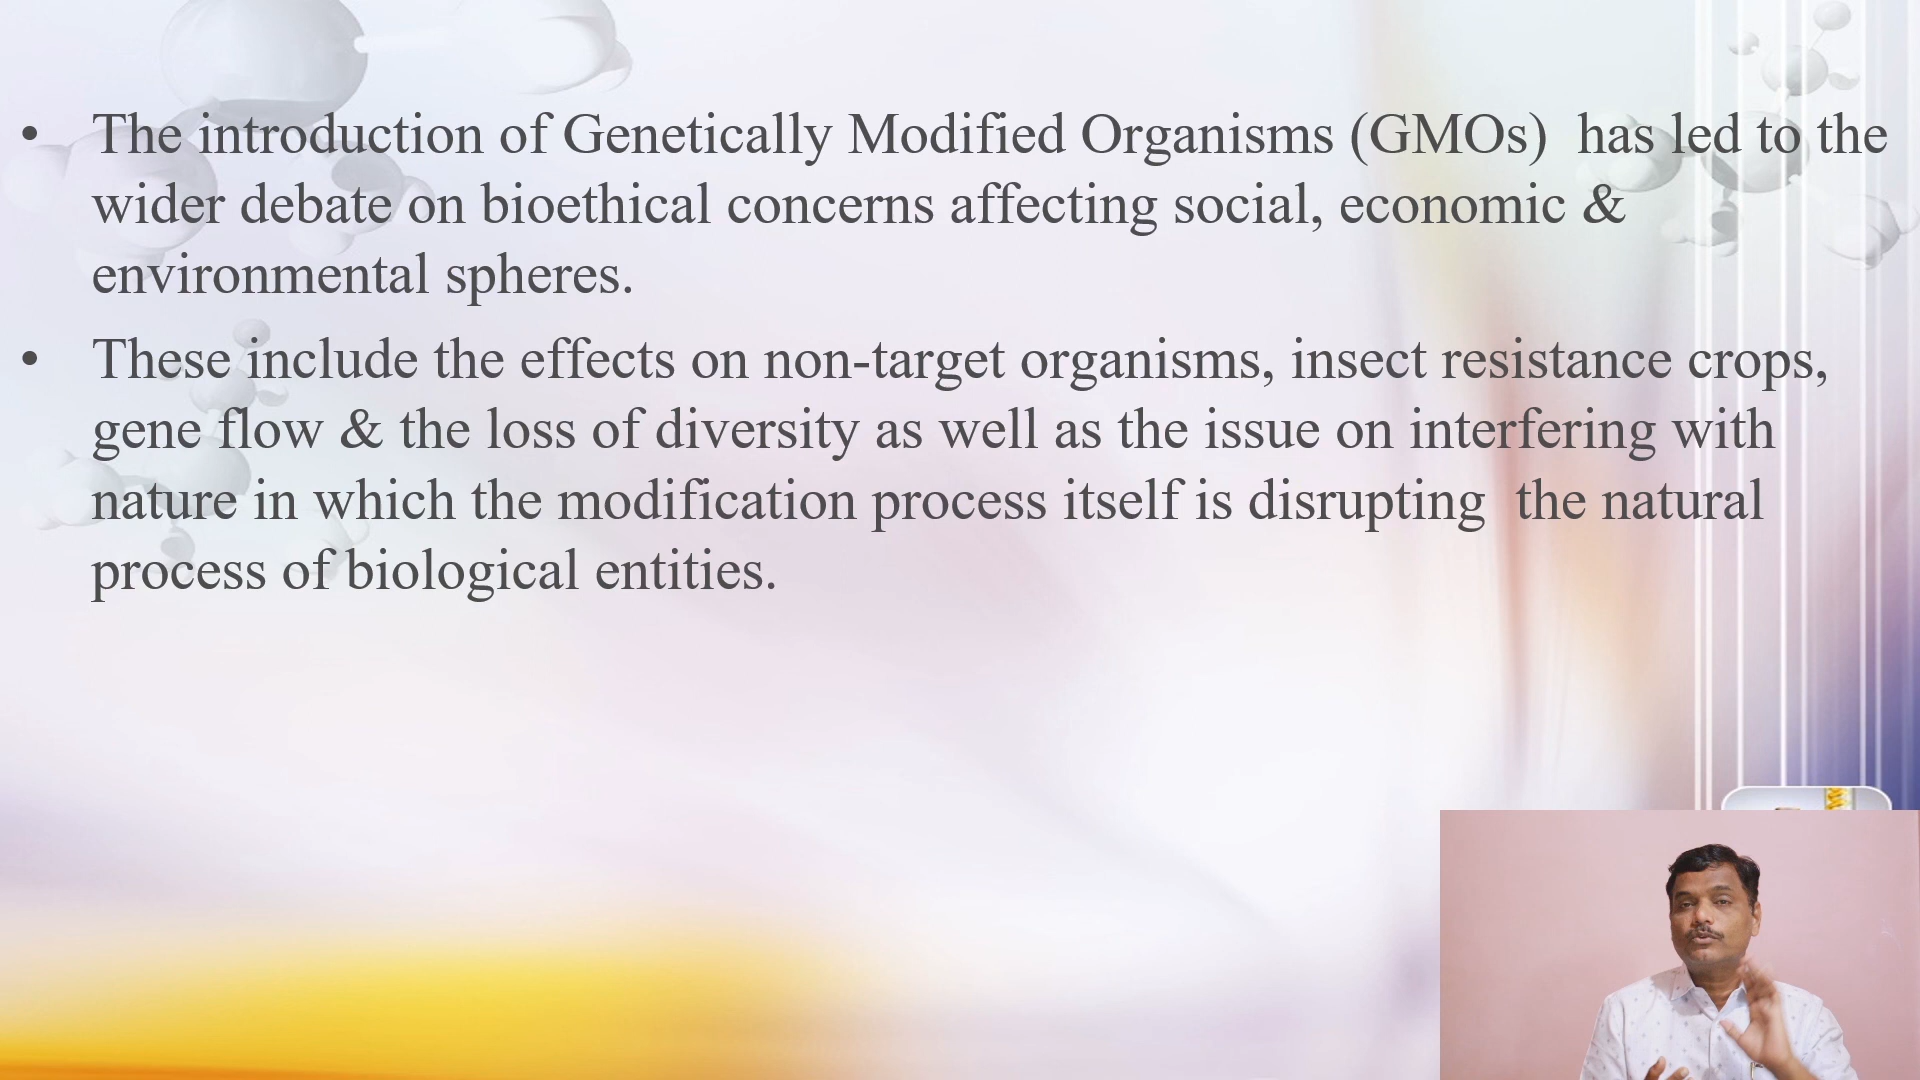 • The introduction of Genetically Modified Organisms (GMOs)  has led to the
wider debate on bioethical concerns affecting social, economic &
environmental spheres.
• These include the effects on non-target organisms, insect resistance crops,
gene flow & the loss of diversity as well as the issue on interfering with
nature in which the modification process itself is disrupting  the natural
process of biological entities.